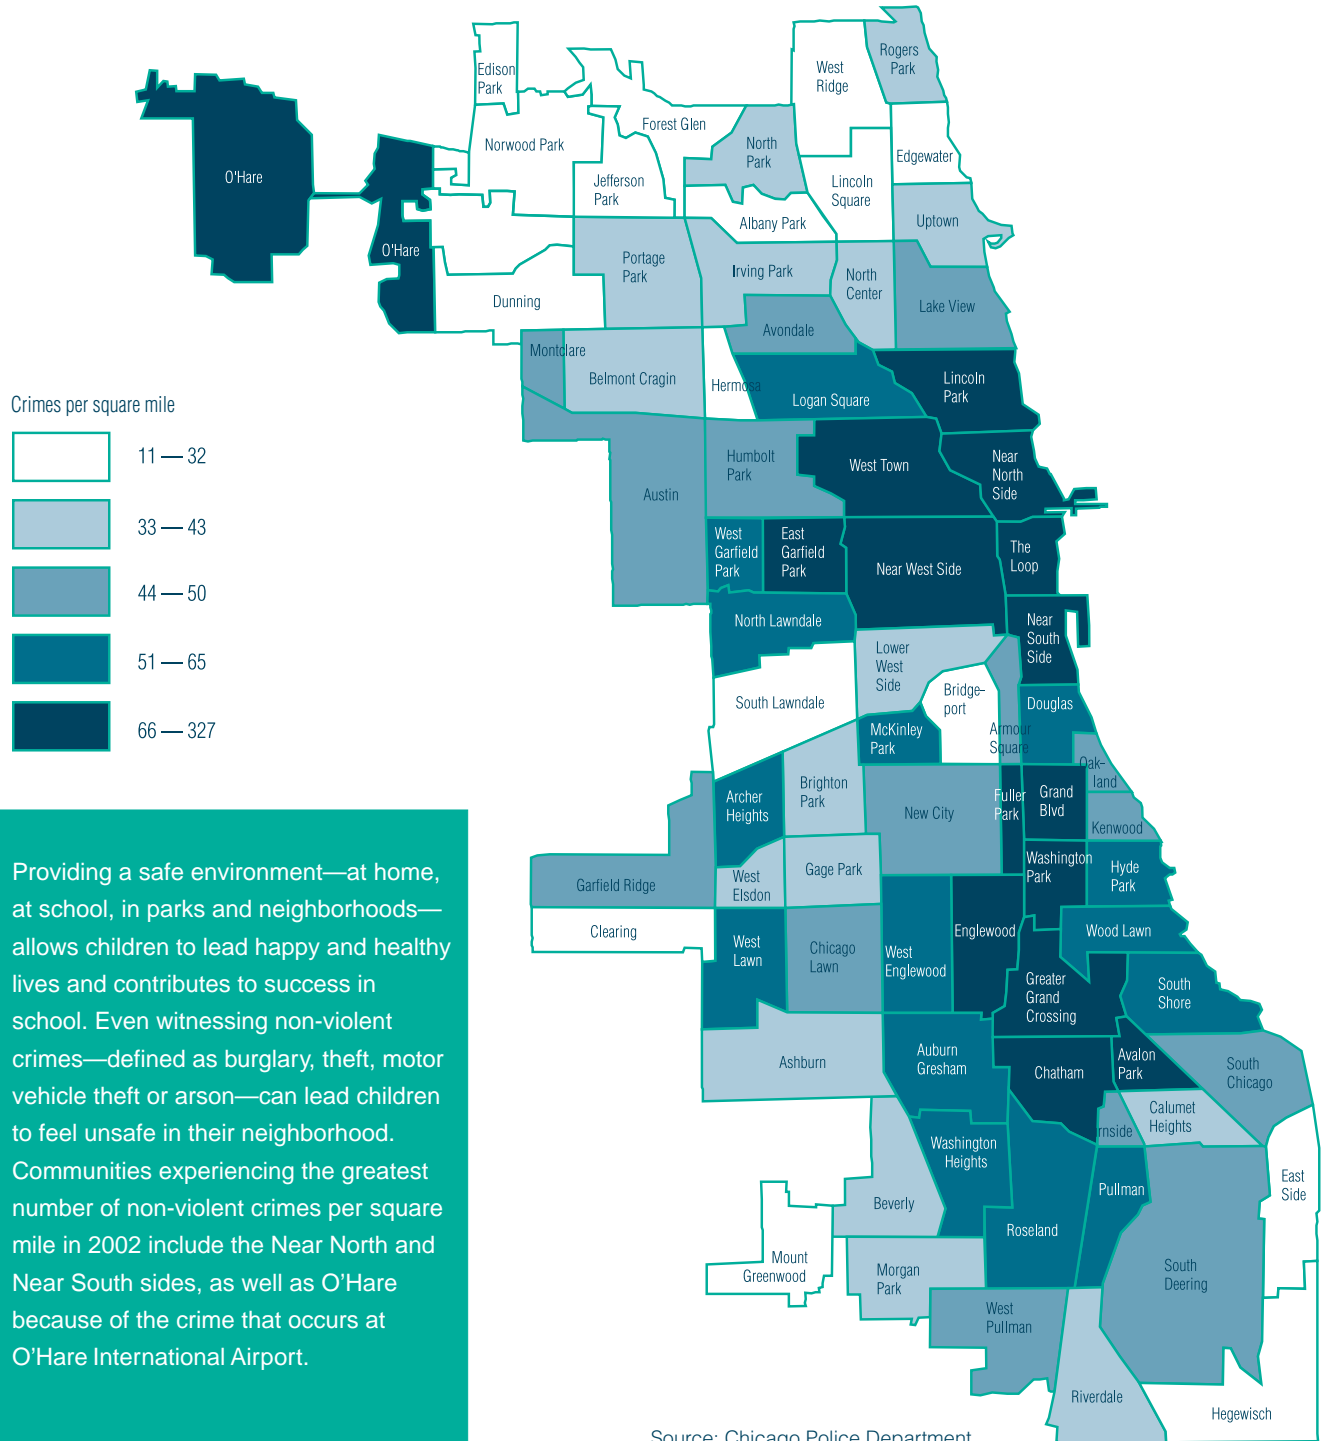 Edison
Park
West
Ridge
Rogers
Park
Forest Glen
Norwood Park
North
Park
Edgewater
O'Hare
Jefferson
Park
Lincoln
Square
Albany Park
Uptown
O'Hare
Portage
Park
Irving Park
North
Center
Dunning
Lake View
Avondale
Montclare
Belmont Cragin
Hermosa
Lincoln
Park
Logan Square
Crimes per square mile
11 — 32
33 — 43
44 — 50
51 — 65
66 — 327
Humbolt
Park
West Town
Near
North
Side
Austin
West
Garfield
Park
East
Garfield
Park
Near West Side
The
Loop
North Lawndale
Near
South
Side
Lower
West
Side
South Lawndale
Bridge–
port
Douglas
McKinley
Park
Armour
Square
Oak–
land
Brighton
Park
Archer
Heights
New City
Fuller
Park
Grand
Blvd
Kenwood
Garfield Ridge
West
Elsdon
Gage Park
Washington
Park
Hyde
Park
Clearing
West
Lawn
Chicago
Lawn
West
Englewood
Englewood
Wood Lawn
Greater
Grand
Crossing
South
Shore
Ashburn
Auburn
Gresham
Chatham
Avalon
Park
South
Chicago
Calumet
Heights
rnside
Washington
Heights
East
Side
Pullman
Beverly
Roseland
Mount
Greenwood
Morgan
Park
South
Deering
West
Pullman
Riverdale
Hegewisch
Providing a safe environment—at home,
at school, in parks and neighborhoods—
allows children to lead happy and healthy
lives and contributes to success in
school. Even witnessing non-violent
crimes—defined as burglary, theft, motor
vehicle theft or arson—can lead children
to feel unsafe in their neighborhood.
Communities experiencing the greatest
number of non-violent crimes per square
mile in 2002 include the Near North and
Near South sides, as well as O’Hare
because of the crime that occurs at
O’Hare International Airport.
Source: Chicago Police Department